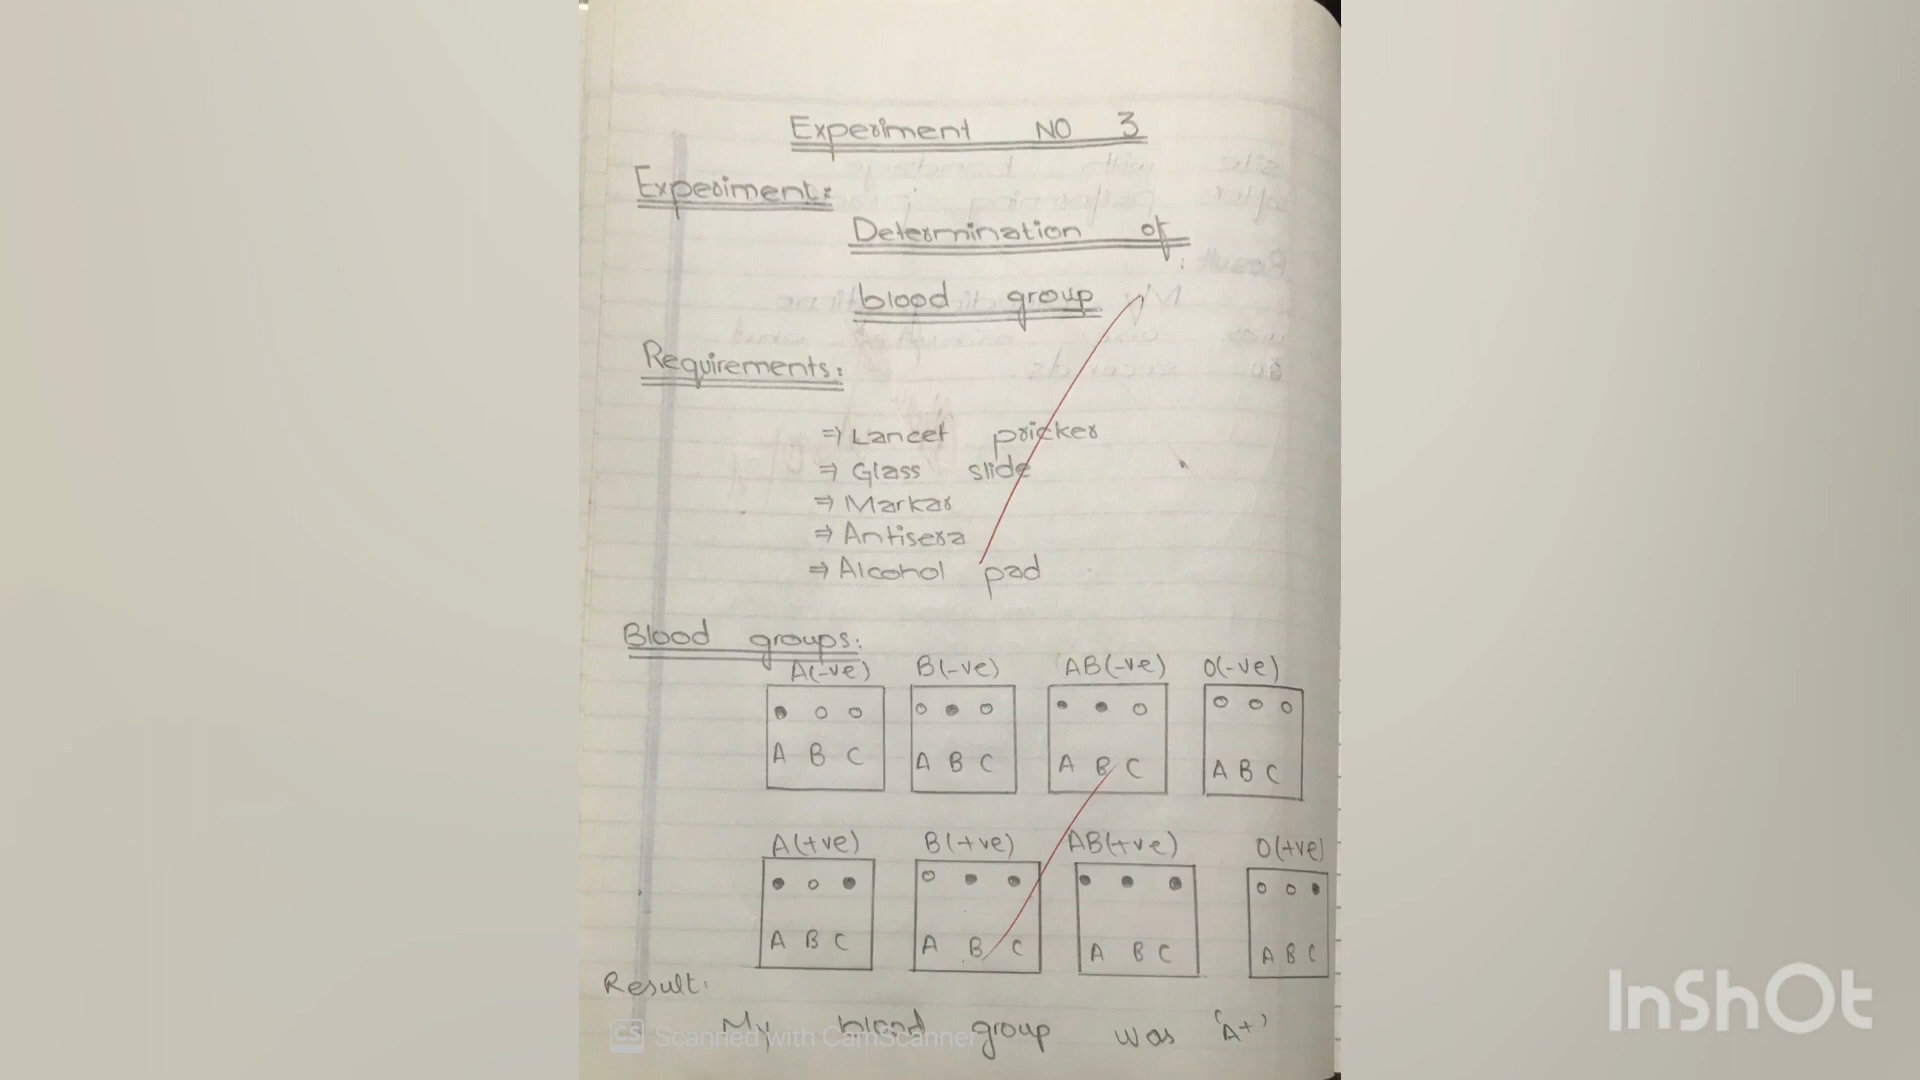 Experiment NO 3
Experiment:
Determination of
blood group
Requirements:
⇒ Lancet pricker
⇒ Glass slide
⇒ Markar
⇒ Antisera
⇒ Alcohol pad
Blood groups:
A(-ve) B(-ve) AB(-ve) O(-ve)
A B C A B C A B C A B C
A(+ve) B(+ve) AB(+ve) O(+ve)
A B C A B C A B C A B C
Result:
My blood group was 'A+'
CS Scanned with CamScanner
InShOt